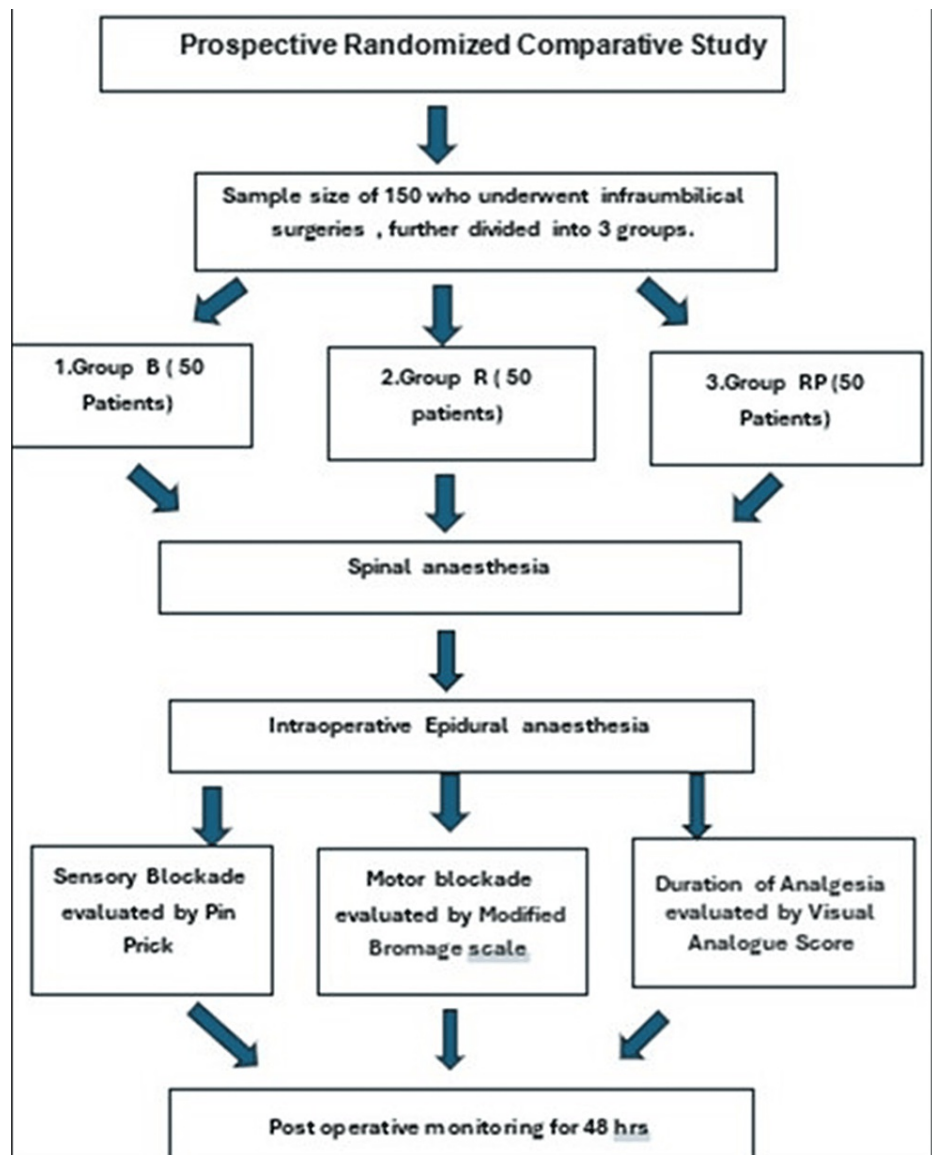 Prospective Randomized Comparative Study
Sample size of 150 who underwent infraumbilical
surgeries , further divided into 3 groups.
1.Group B ( 50
Patients)
2.Group R ( 50
patients)
3.Group RP (50
Patients)
Spinal anaesthesia
Intraoperative Epidural anaesthesia
Sensory Blockade
evaluated by Pin
Prick
Motor blockade
evaluated by Modified
Bromage scale
Duration of Analgesia
evaluated by Visual
Analogue Score
Post operative monitoring for 48 hrs